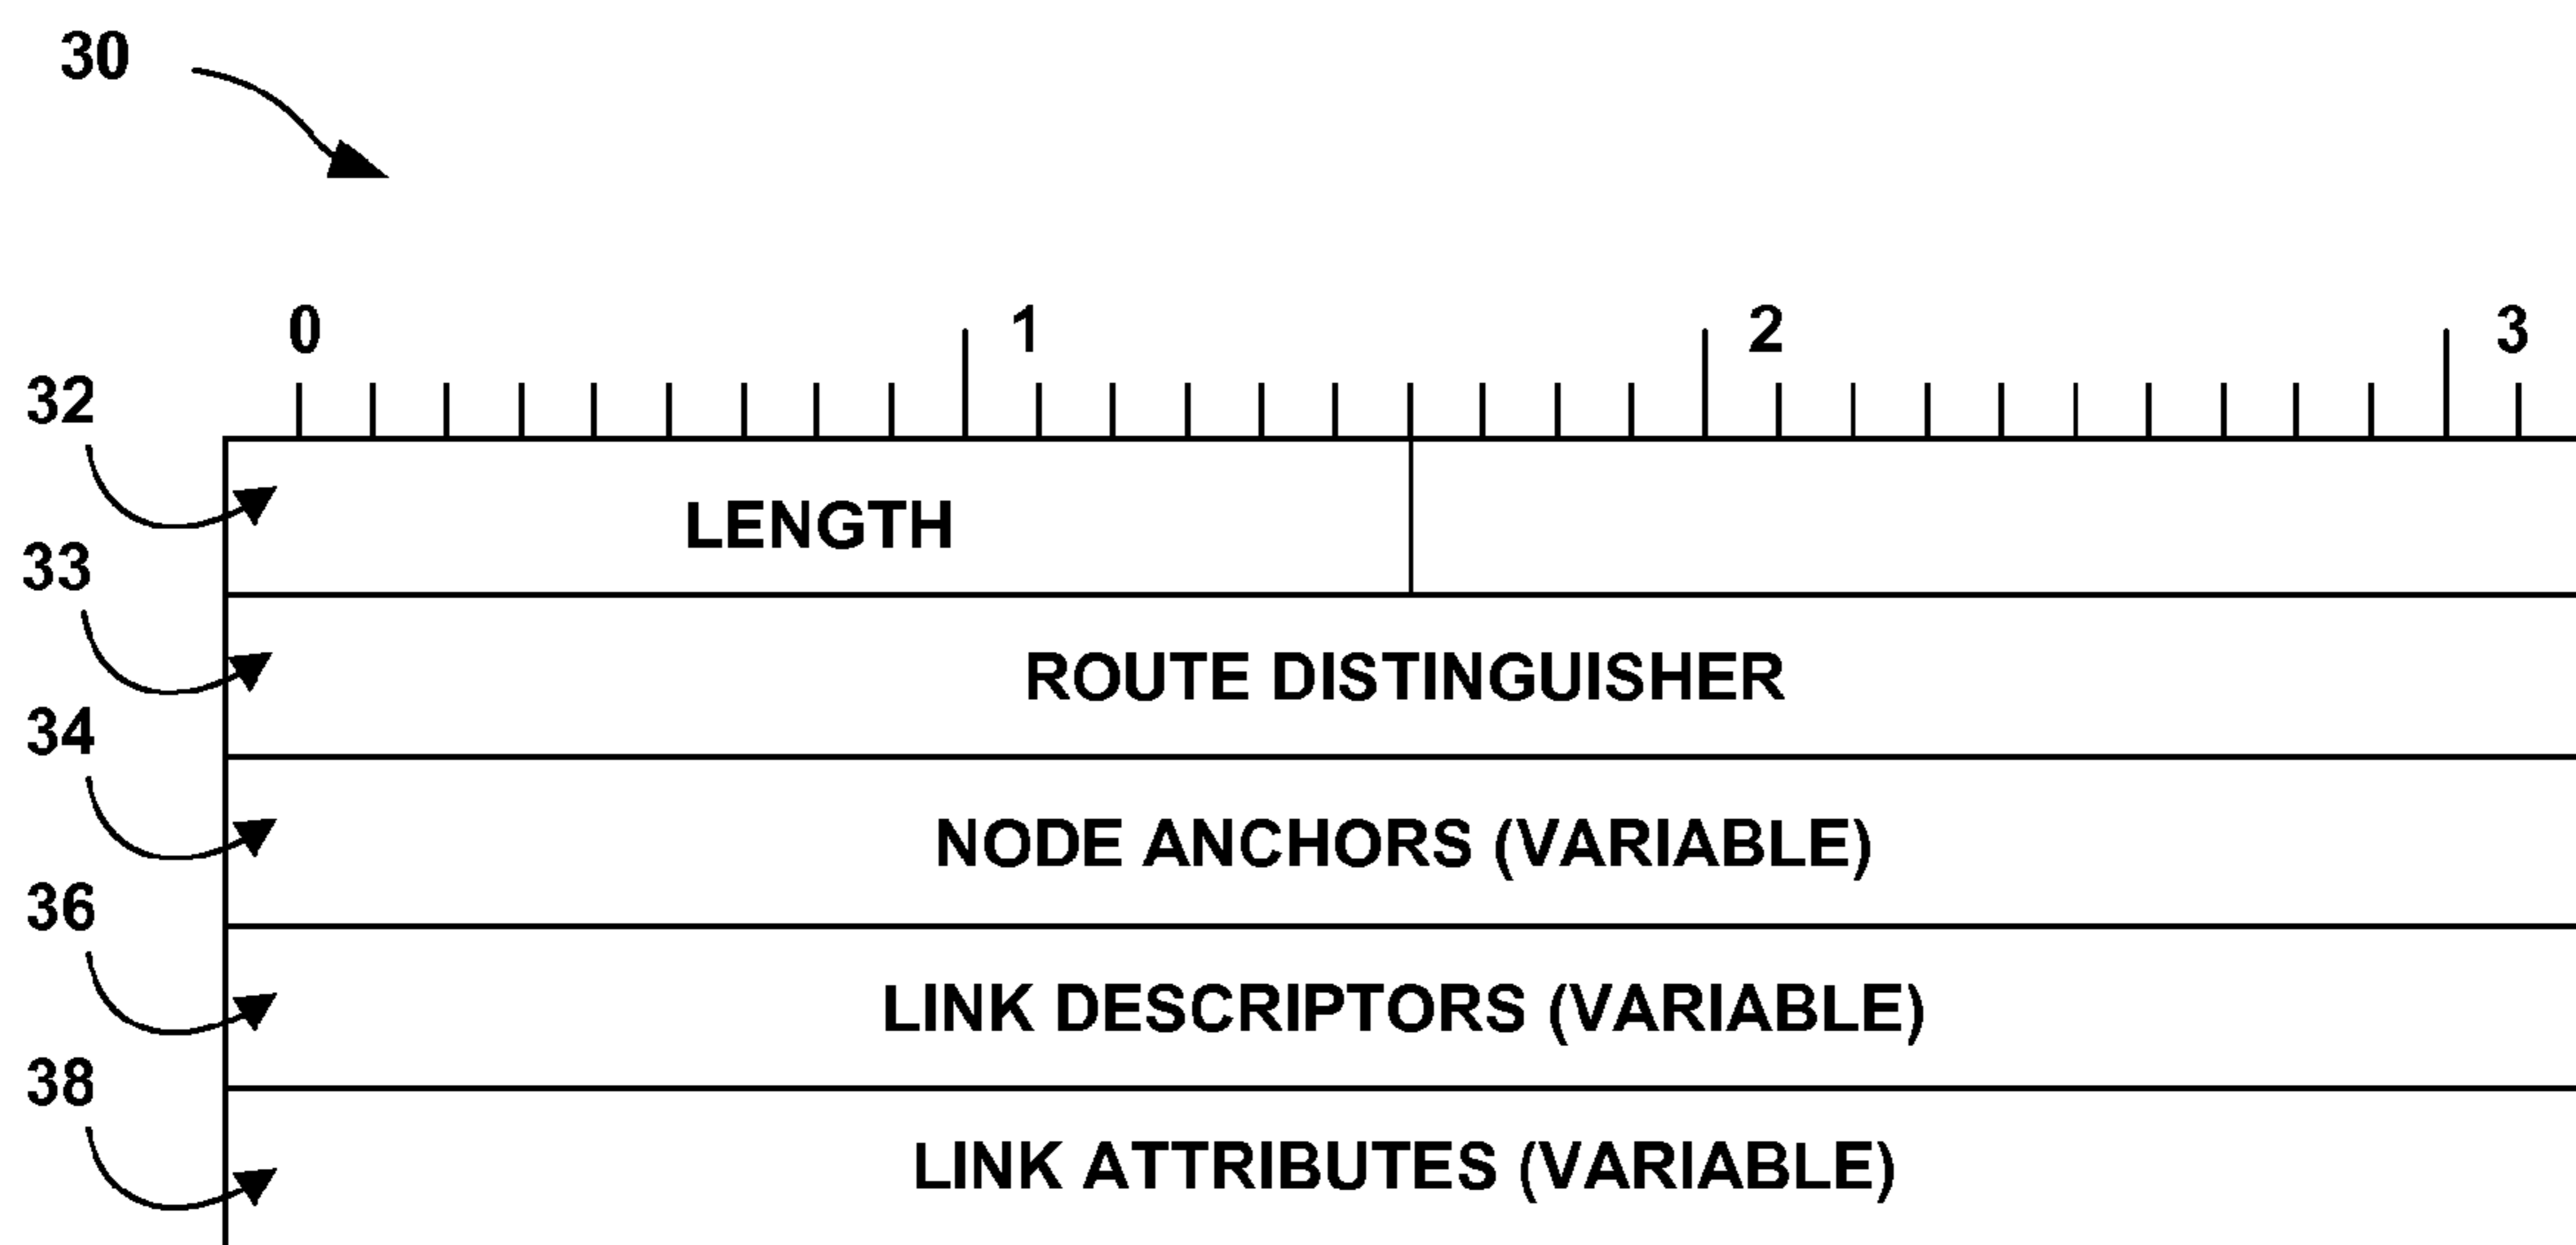 30
0 1 2 3
32
LENGTH
33
ROUTE DISTINGUISHER
34
NODE ANCHORS (VARIABLE)
36
LINK DESCRIPTORS (VARIABLE)
38
LINK ATTRIBUTES (VARIABLE)